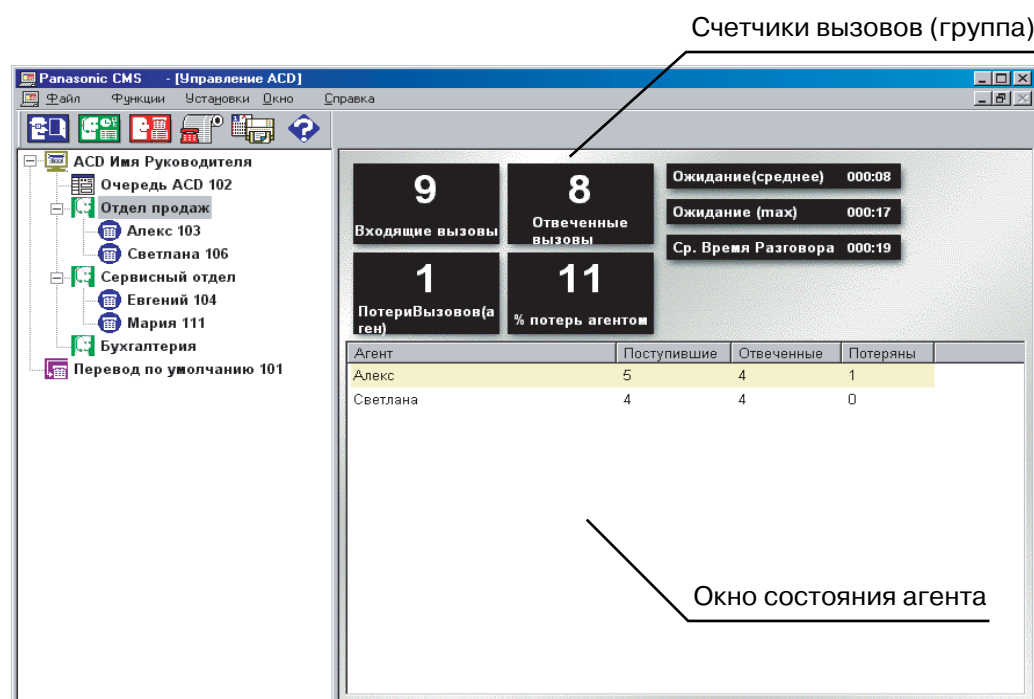 Счетчики вызовов (группа)
Panasonic CMS - [Управление ACD]
Файл Функции Установки Окно Справка
ACD Имя Руководителя
Очередь ACD 102
Отдел продаж
Алекс 103
Светлана 106
Сервисный отдел
Евгений 104
Мария 111
Бухгалтерия
Перевод по умолчанию 101
9
Входящие вызовы
8
Отвеченные
вызовы
Ожидание(среднее) 000:08
Ожидание (max) 000:17
Ср. Время Разговора 000:19
1
ПотериВызовов(а
ген)
11
% потерь агентом
Агент Поступившие Отвеченные Потеряны
Алекс 5 4 1
Светлана 4 4 0
Окно состояния агента